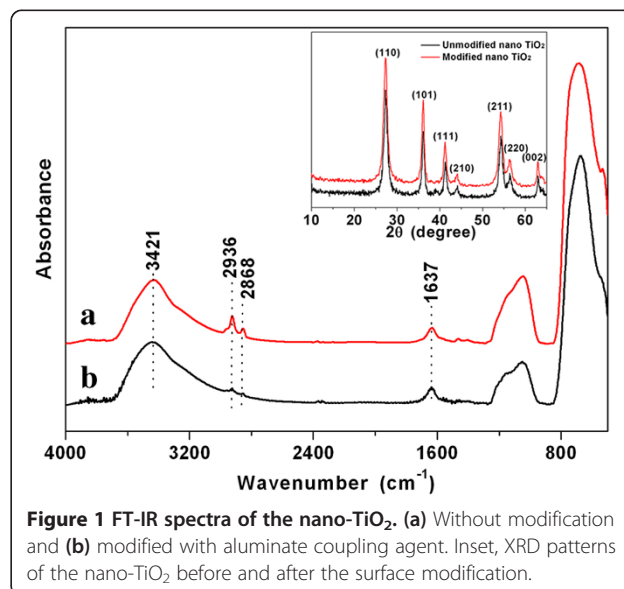 Unmodified nano TiO₂
Modified nano TiO₂
(110)
(101)
(111)
(210)
(211)
(220)
(002)
10 20 30 40 50 60
2θ (degree)
Absorbance
3421
2936
2868
1637
a
b
4000 3200 2400 1600 800
Wavenumber (cm⁻¹)
Figure 1 FT-IR spectra of the nano-TiO₂. (a) Without modification
and (b) modified with aluminate coupling agent. Inset, XRD patterns
of the nano-TiO₂ before and after the surface modification.